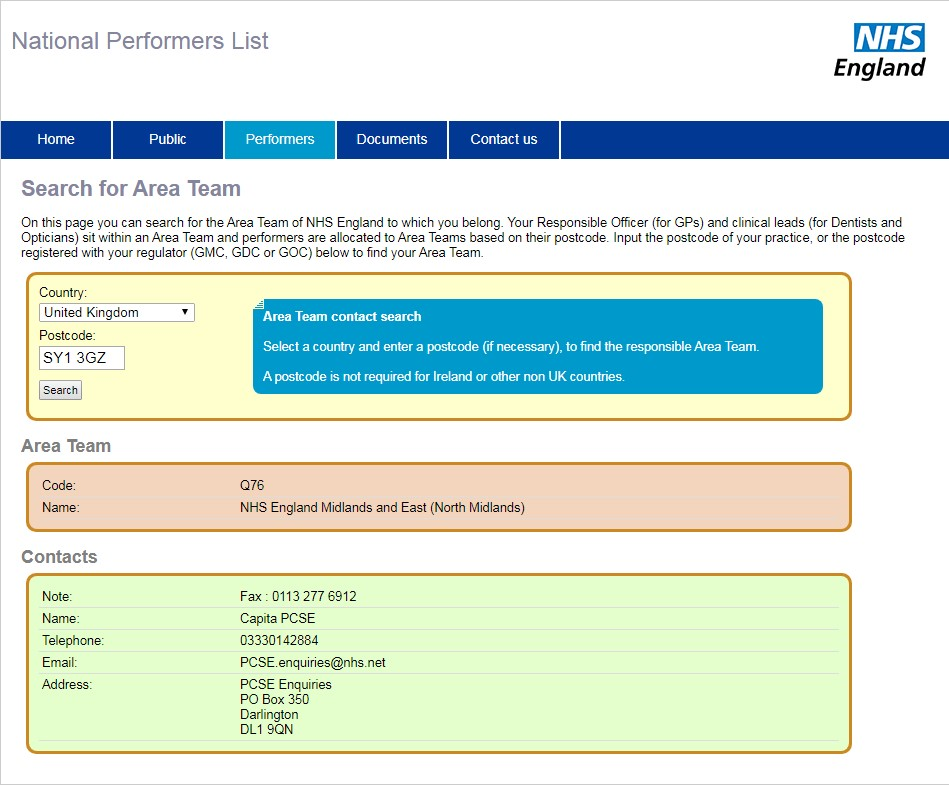 National Performers List
NHS
England
Home
Public
Performers
Documents
Contact us
Search for Area Team
On this page you can search for the Area Team of NHS England to which you belong. Your Responsible Officer (for GPs) and clinical leads (for Dentists and
Opticians) sit within an Area Team and performers are allocated to Area Teams based on their postcode. Input the postcode of your practice, or the postcode
registered with your regulator (GMC, GDC or GOC) below to find your Area Team.
Country:
United Kingdom
Postcode:
SY1 3GZ
Search
Area Team contact search
Select a country and enter a postcode (if necessary), to find the responsible Area Team.
A postcode is not required for Ireland or other non UK countries.
Area Team
Code: Q76
Name: NHS England Midlands and East (North Midlands)
Contacts
Note: Fax : 0113 277 6912
Name: Capita PCSE
Telephone: 03330142884
Email: PCSE.enquiries@nhs.net
Address: PCSE Enquiries
PO Box 350
Darlington
DL1 9QN